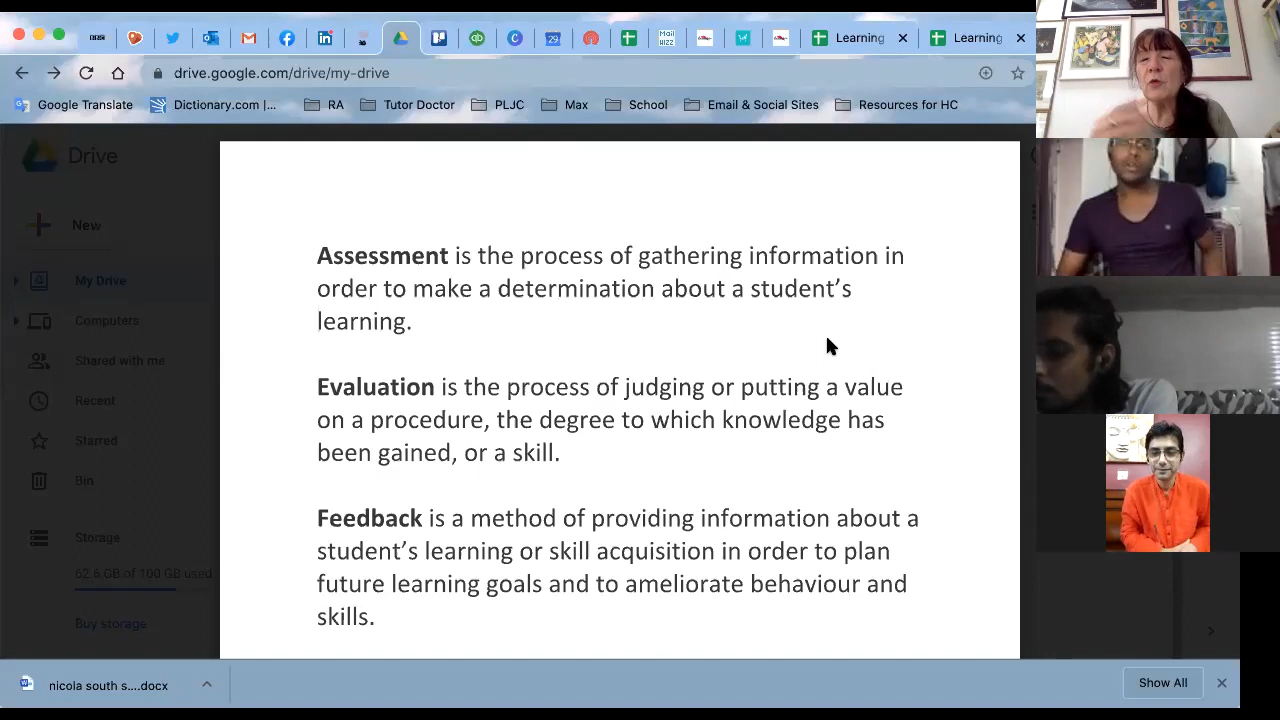 BBC
29
Mail
Wizz
Learning
Learning
drive.google.com/drive/my-drive
Google Translate
Dictionary.com |...
RA
Tutor Doctor
PLJC
Max
School
Email & Social Sites
Resources for HC
Drive
New
My Drive
Computers
Shared with me
Recent
Starred
Bin
Storage
62.6 GB of 100 GB used
Buy storage
Assessment is the process of gathering information in
order to make a determination about a student’s
learning.
Evaluation is the process of judging or putting a value
on a procedure, the degree to which knowledge has
been gained, or a skill.
Feedback is a method of providing information about a
student’s learning or skill acquisition in order to plan
future learning goals and to ameliorate behaviour and
skills.
nicola south s....docx
Show All